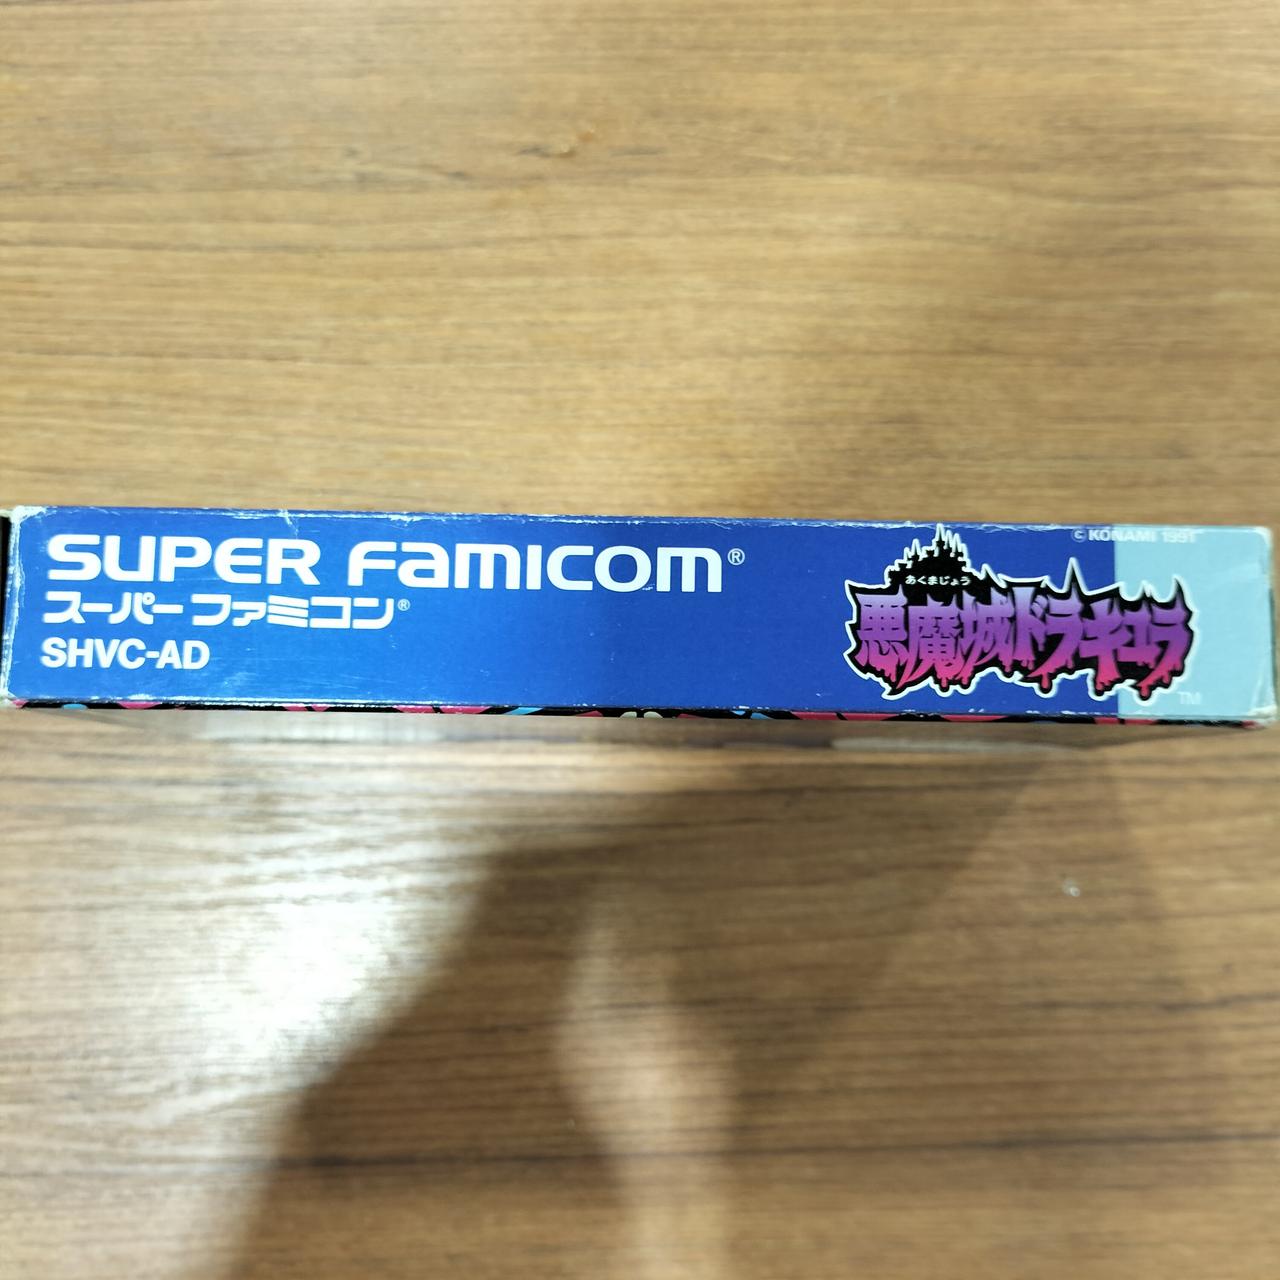 SUPER FAMICOM®
スーパーファミコン®
SHVC-AD
© KONAMI 1991
あくまじょう
悪魔城ドラキュラ
TM